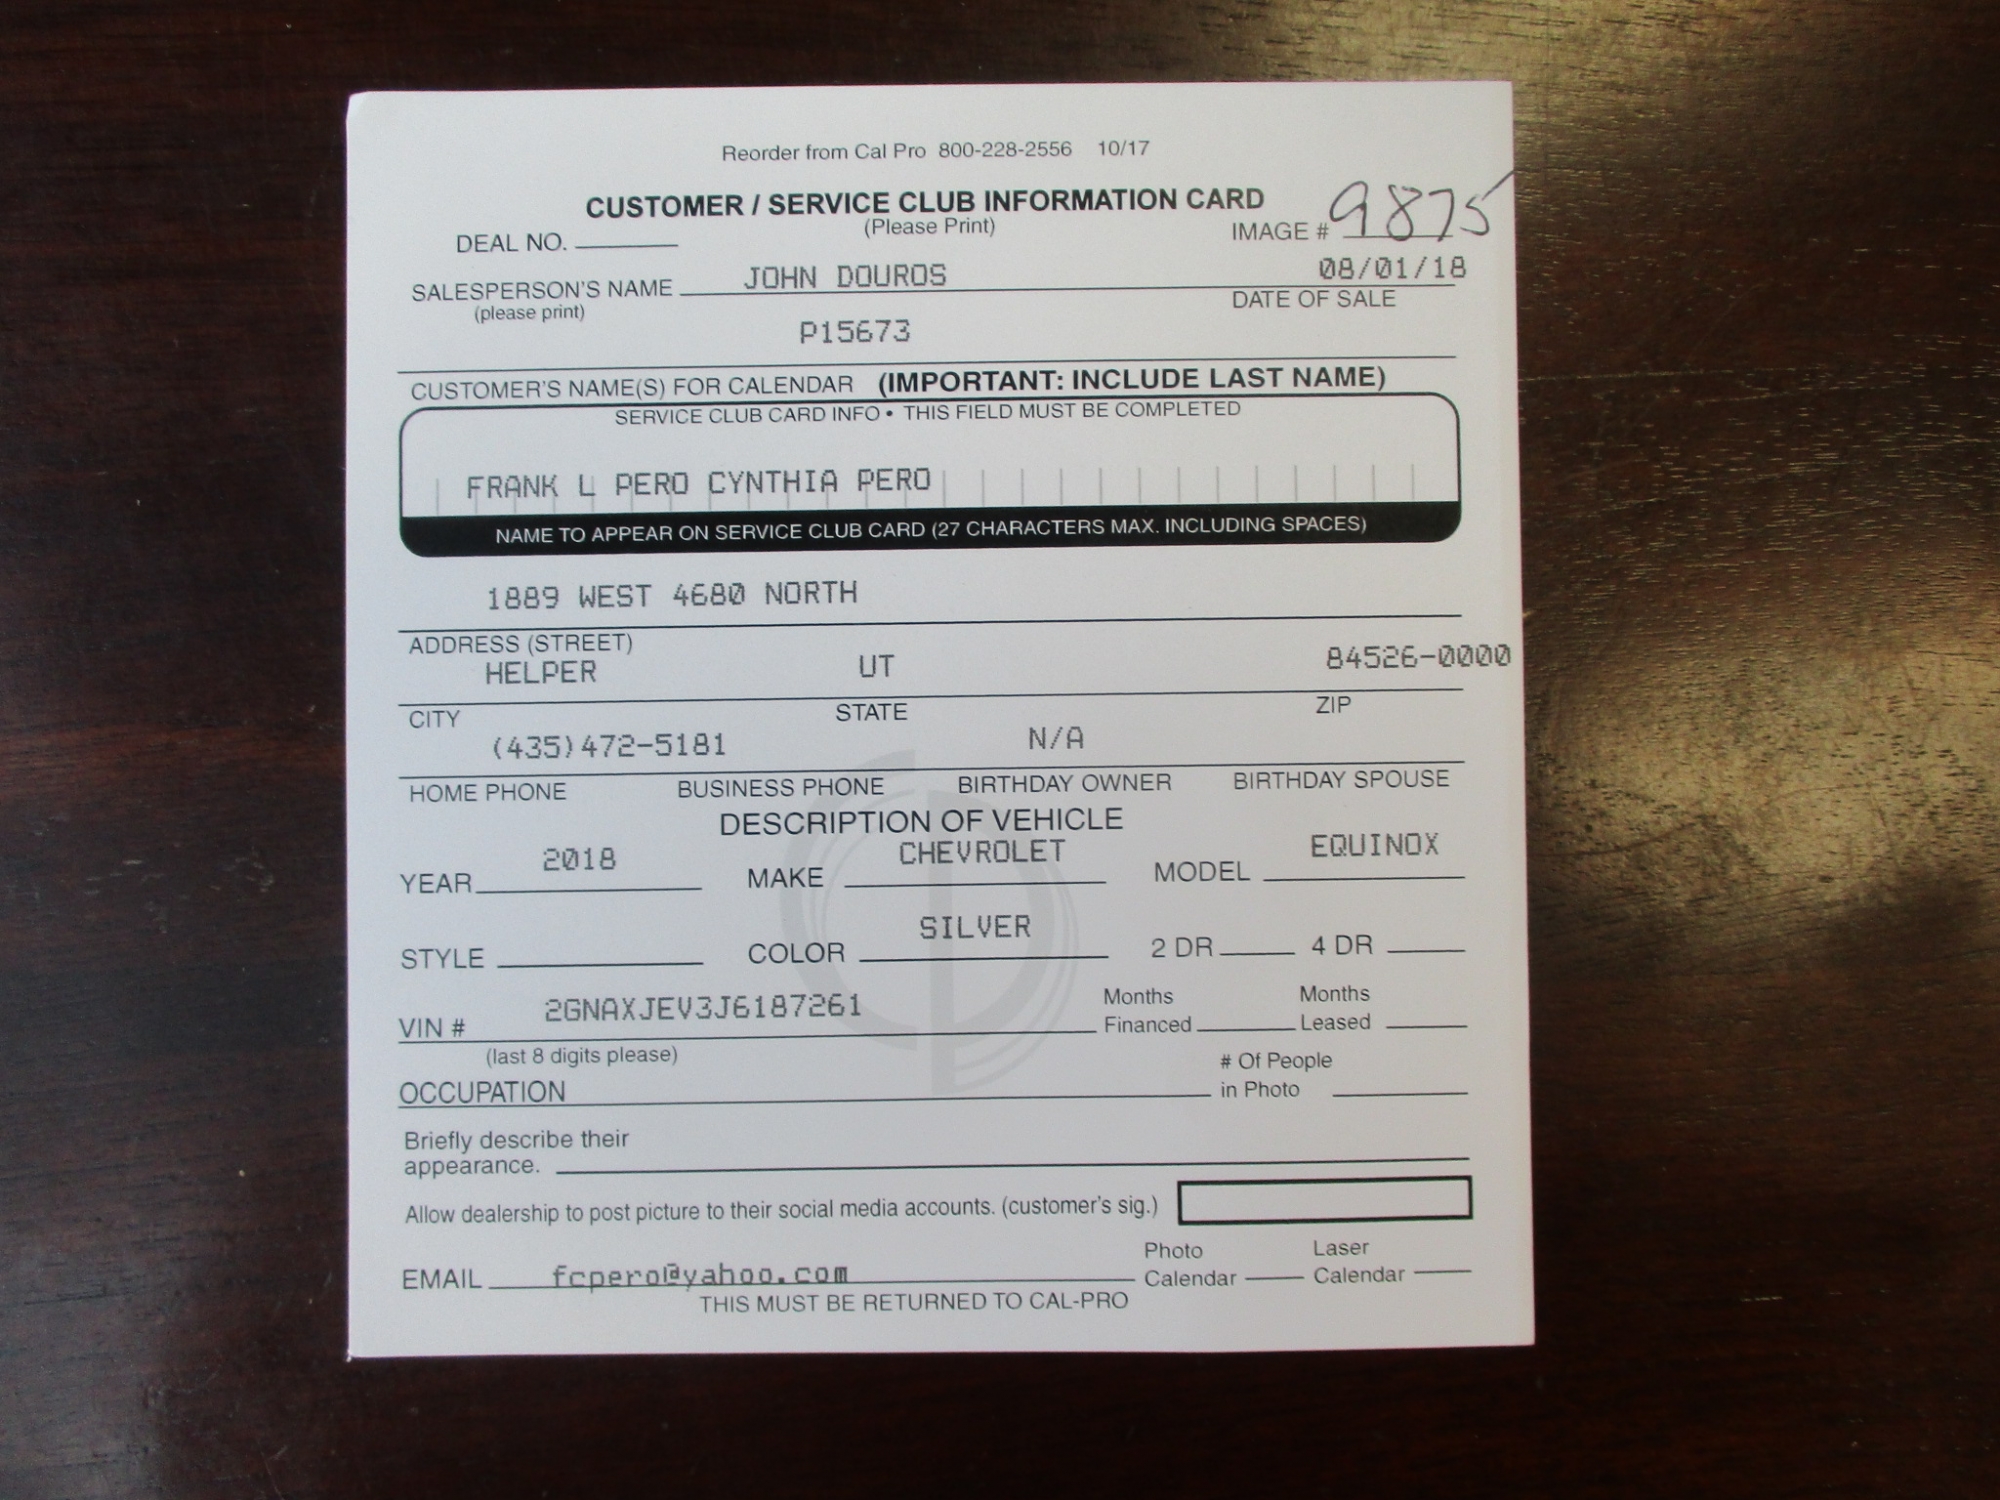 Reorder from Cal Pro 800-228-2556 10/17
CUSTOMER / SERVICE CLUB INFORMATION CARD
(Please Print)
DEAL NO.
IMAGE # 9875
SALESPERSON'S NAME JOHN DOUROS 08/01/18
(please print) DATE OF SALE
P15673
CUSTOMER'S NAME(S) FOR CALENDAR (IMPORTANT: INCLUDE LAST NAME)
SERVICE CLUB CARD INFO • THIS FIELD MUST BE COMPLETED
FRANK L PERO CYNTHIA PERO
NAME TO APPEAR ON SERVICE CLUB CARD (27 CHARACTERS MAX. INCLUDING SPACES)
1889 WEST 4680 NORTH
ADDRESS (STREET)
HELPER UT 84526-0000
CITY STATE ZIP
(435)472-5181 N/A
HOME PHONE BUSINESS PHONE BIRTHDAY OWNER BIRTHDAY SPOUSE
DESCRIPTION OF VEHICLE
YEAR 2018 MAKE CHEVROLET MODEL EQUINOX
STYLE COLOR SILVER 2 DR 4 DR
VIN # 2GNAXJEV3J6187261 Months Financed Months Leased
(last 8 digits please)
OCCUPATION # Of People in Photo
Briefly describe their
appearance.
Allow dealership to post picture to their social media accounts. (customer's sig.)
EMAIL fcpero@yahoo.com Photo Calendar Laser Calendar
THIS MUST BE RETURNED TO CAL-PRO